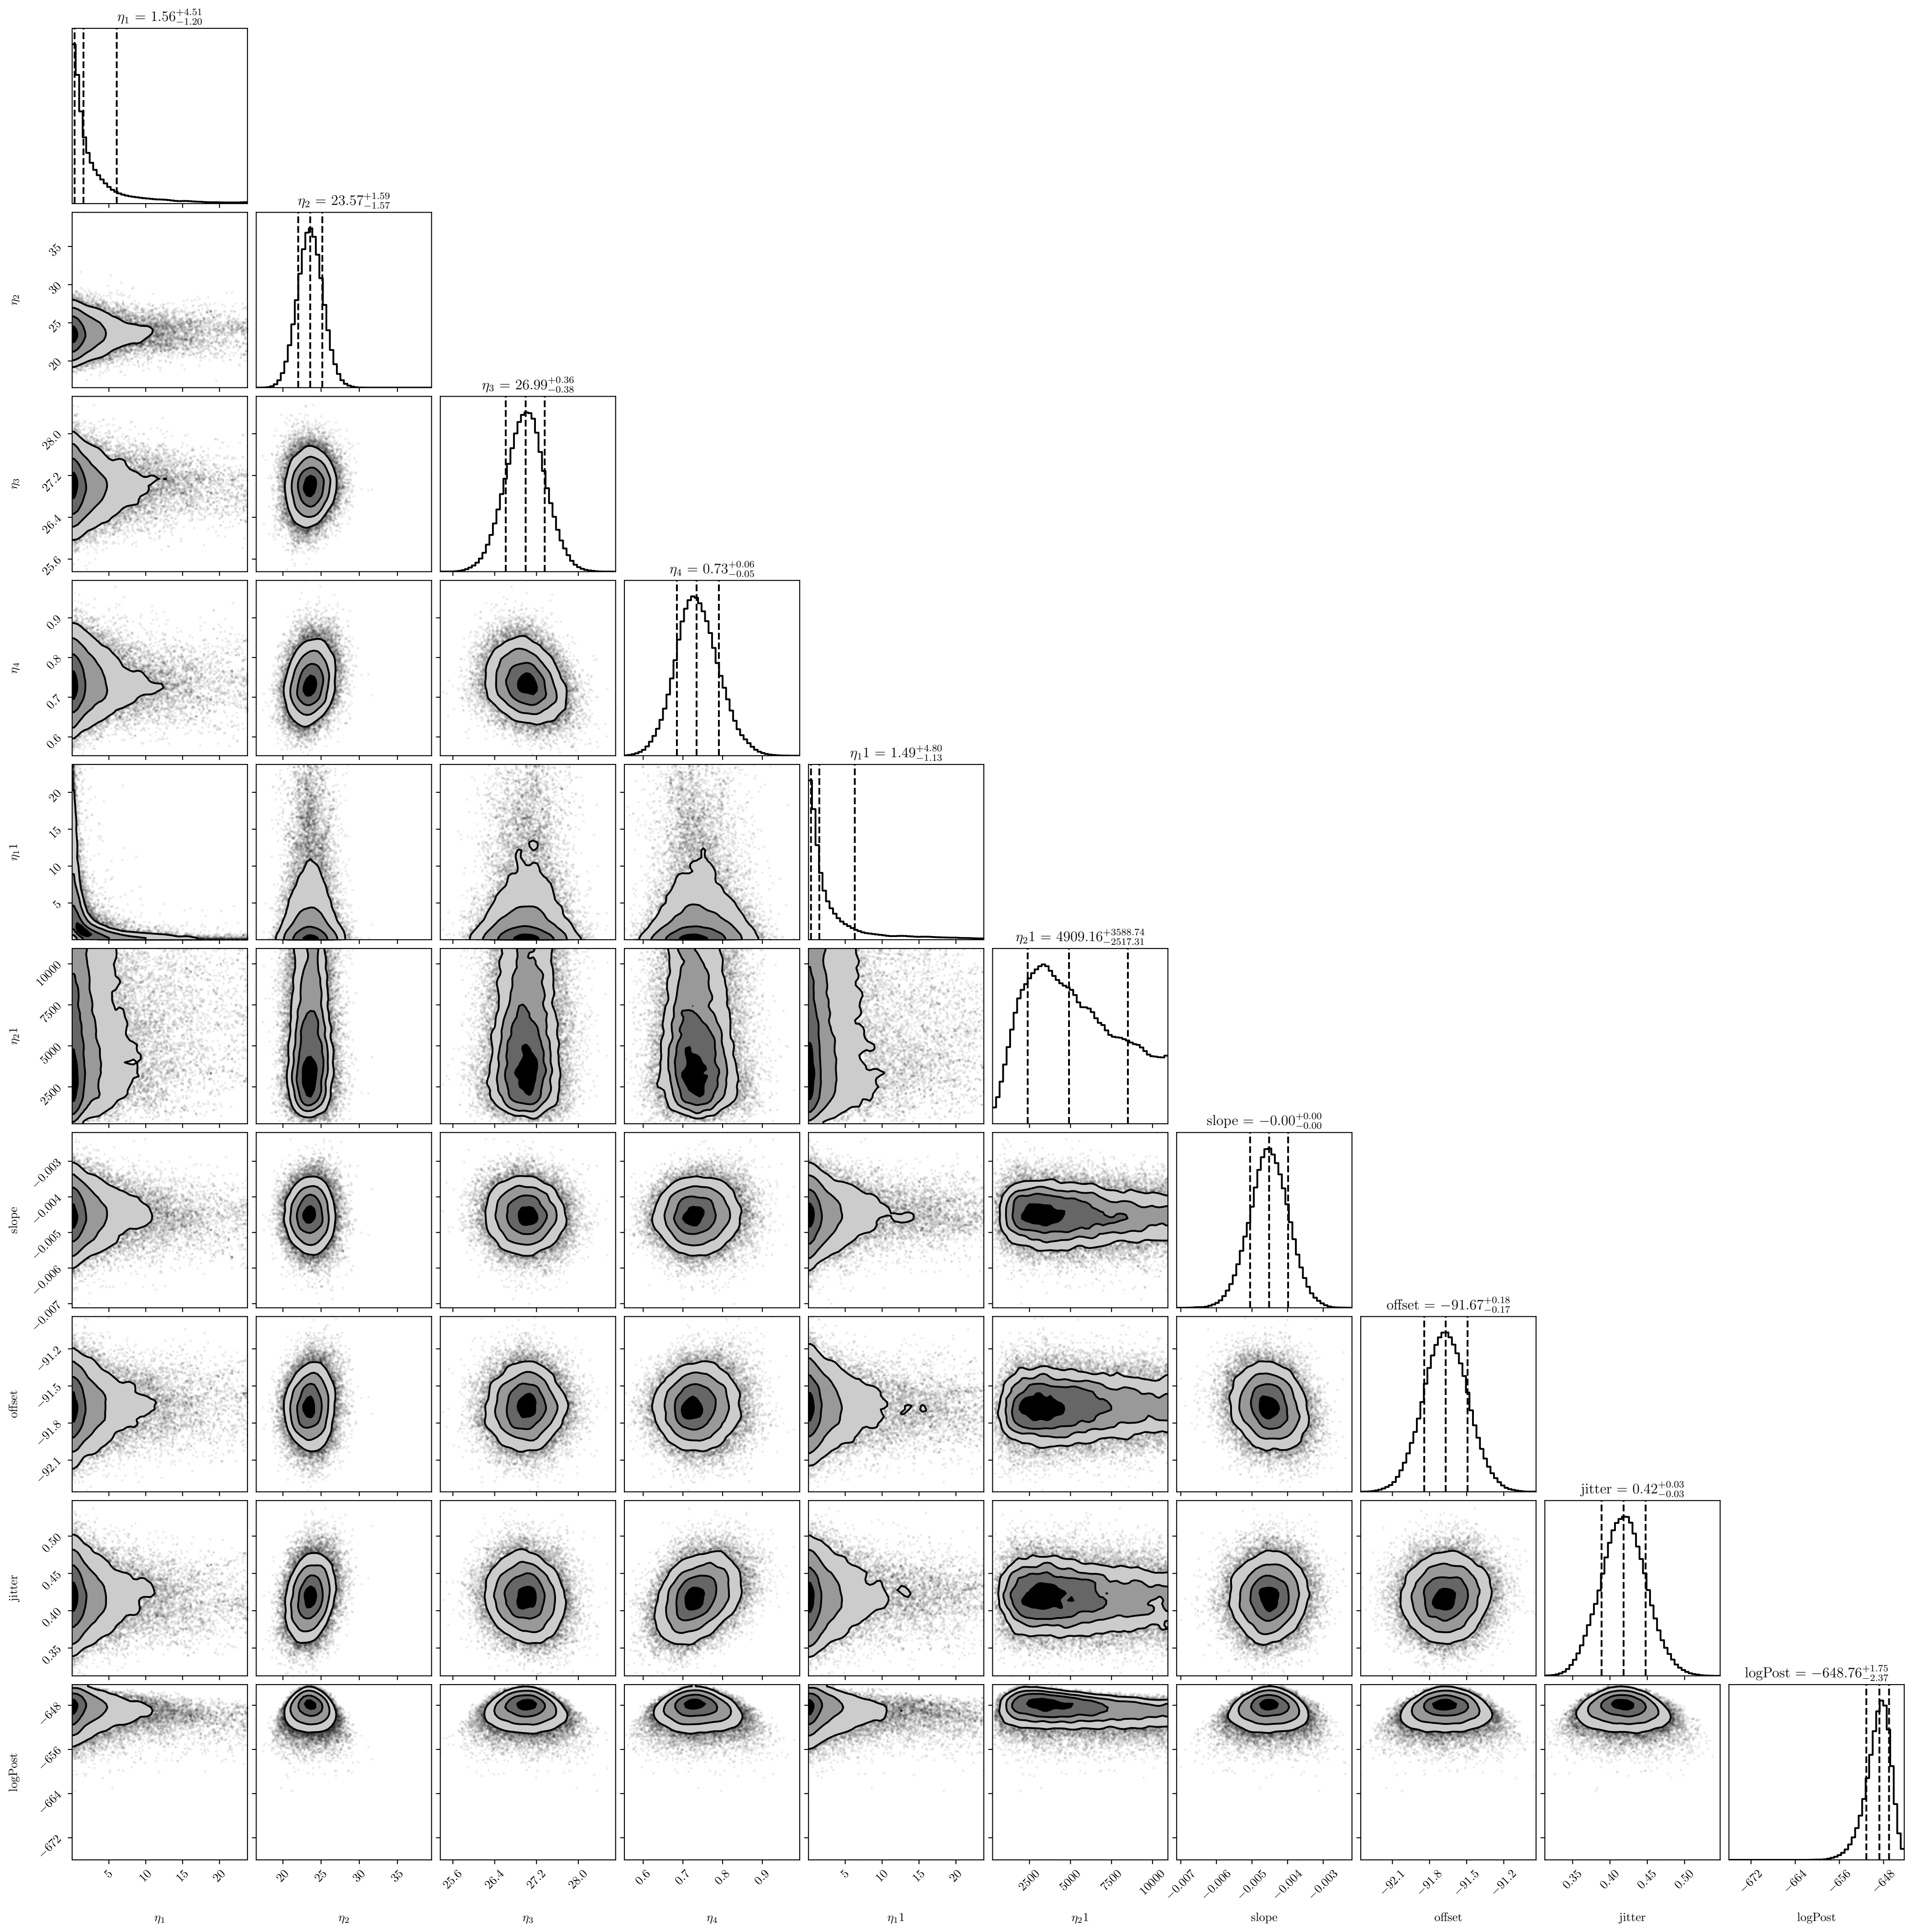 η₁ = 1.56 +4.51 −1.20
η₂ = 23.57 +1.59 −1.57
η₂
35
30
25
20
η₃ = 26.99 +0.36 −0.38
η₃
28.0
27.2
26.4
25.6
η₄ = 0.73 +0.06 −0.05
η₄
0.9
0.8
0.7
0.6
η₁1 = 1.49 +4.80 −1.13
η₁1
20
15
10
5
η₂1 = 4909.16 +3588.74 −2517.31
η₂1
10000
7500
5000
2500
slope = −0.00 +0.00 −0.00
slope
−0.003
−0.004
−0.005
−0.006
−0.007
offset = −91.67 +0.18 −0.17
offset
−91.2
−91.5
−91.8
−92.1
jitter = 0.42 +0.03 −0.03
jitter
0.50
0.45
0.40
0.35
logPost = −648.76 +1.75 −2.37
logPost
−648
−656
−664
−672
5 10 15 20
20 25 30 35
25.6 26.4 27.2 28.0
0.6 0.7 0.8 0.9
5 10 15 20
2500 5000 7500 10000
−0.007 −0.006 −0.005 −0.004 −0.003
−92.1 −91.8 −91.5 −91.2
0.35 0.40 0.45 0.50
−672 −664 −656 −648
η₁ η₂ η₃ η₄ η₁1 η₂1 slope offset jitter logPost